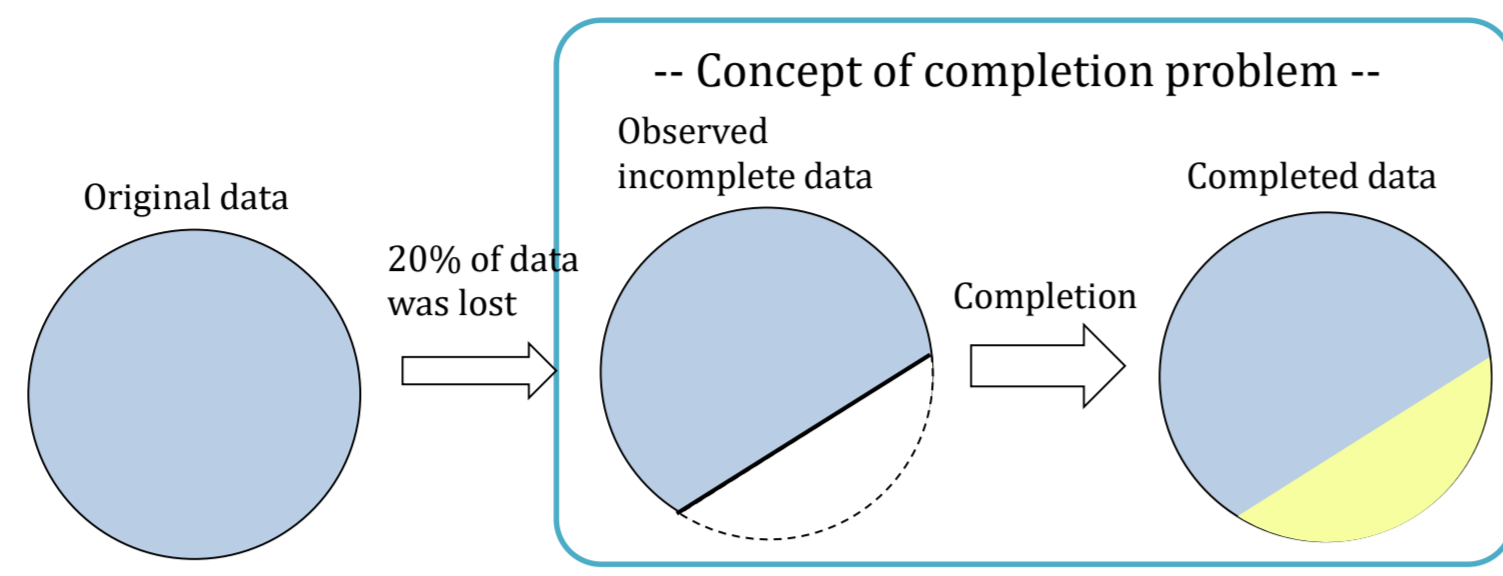 -- Concept of completion problem --
Original data
20% of data
was lost
Observed
incomplete data
Completion
Completed data